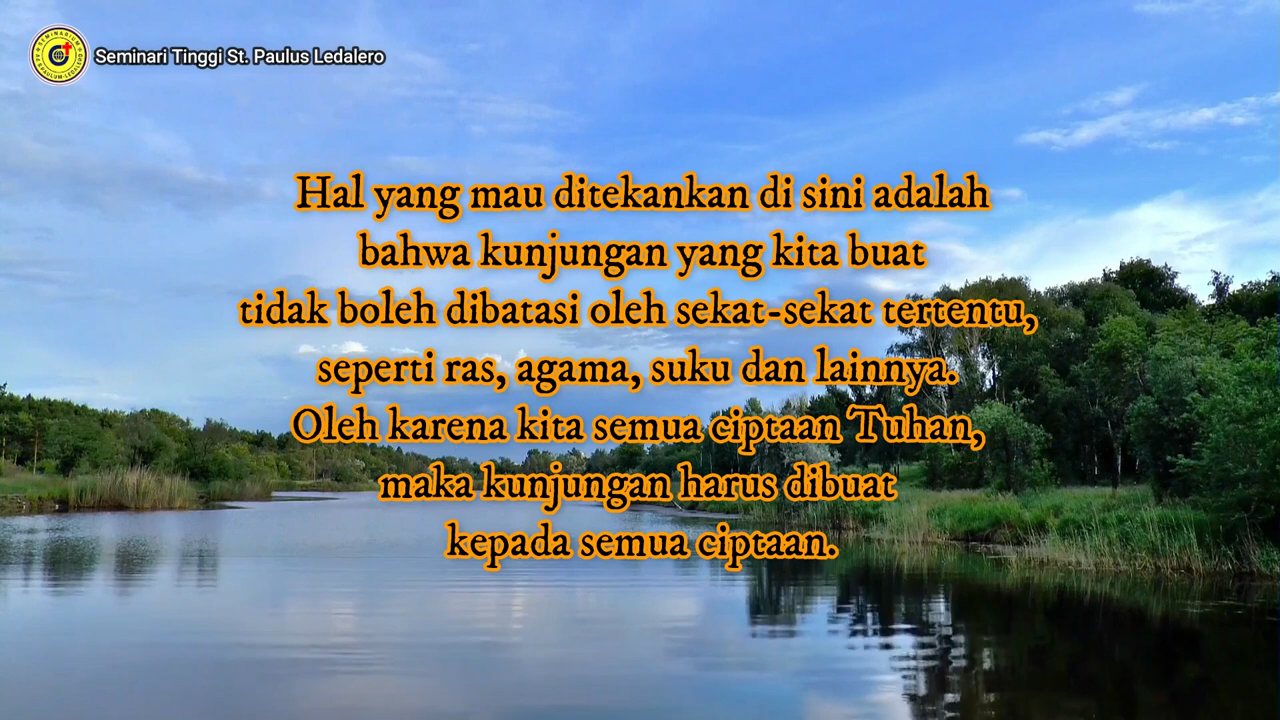 Seminari Tinggi St. Paulus Ledalero
Hal yang mau ditekankan di sini adalah
bahwa kunjungan yang kita buat
tidak boleh dibatasi oleh sekat-sekat tertentu,
seperti ras, agama, suku dan lainnya.
Oleh karena kita semua ciptaan Tuhan,
maka kunjungan harus dibuat
kepada semua ciptaan.